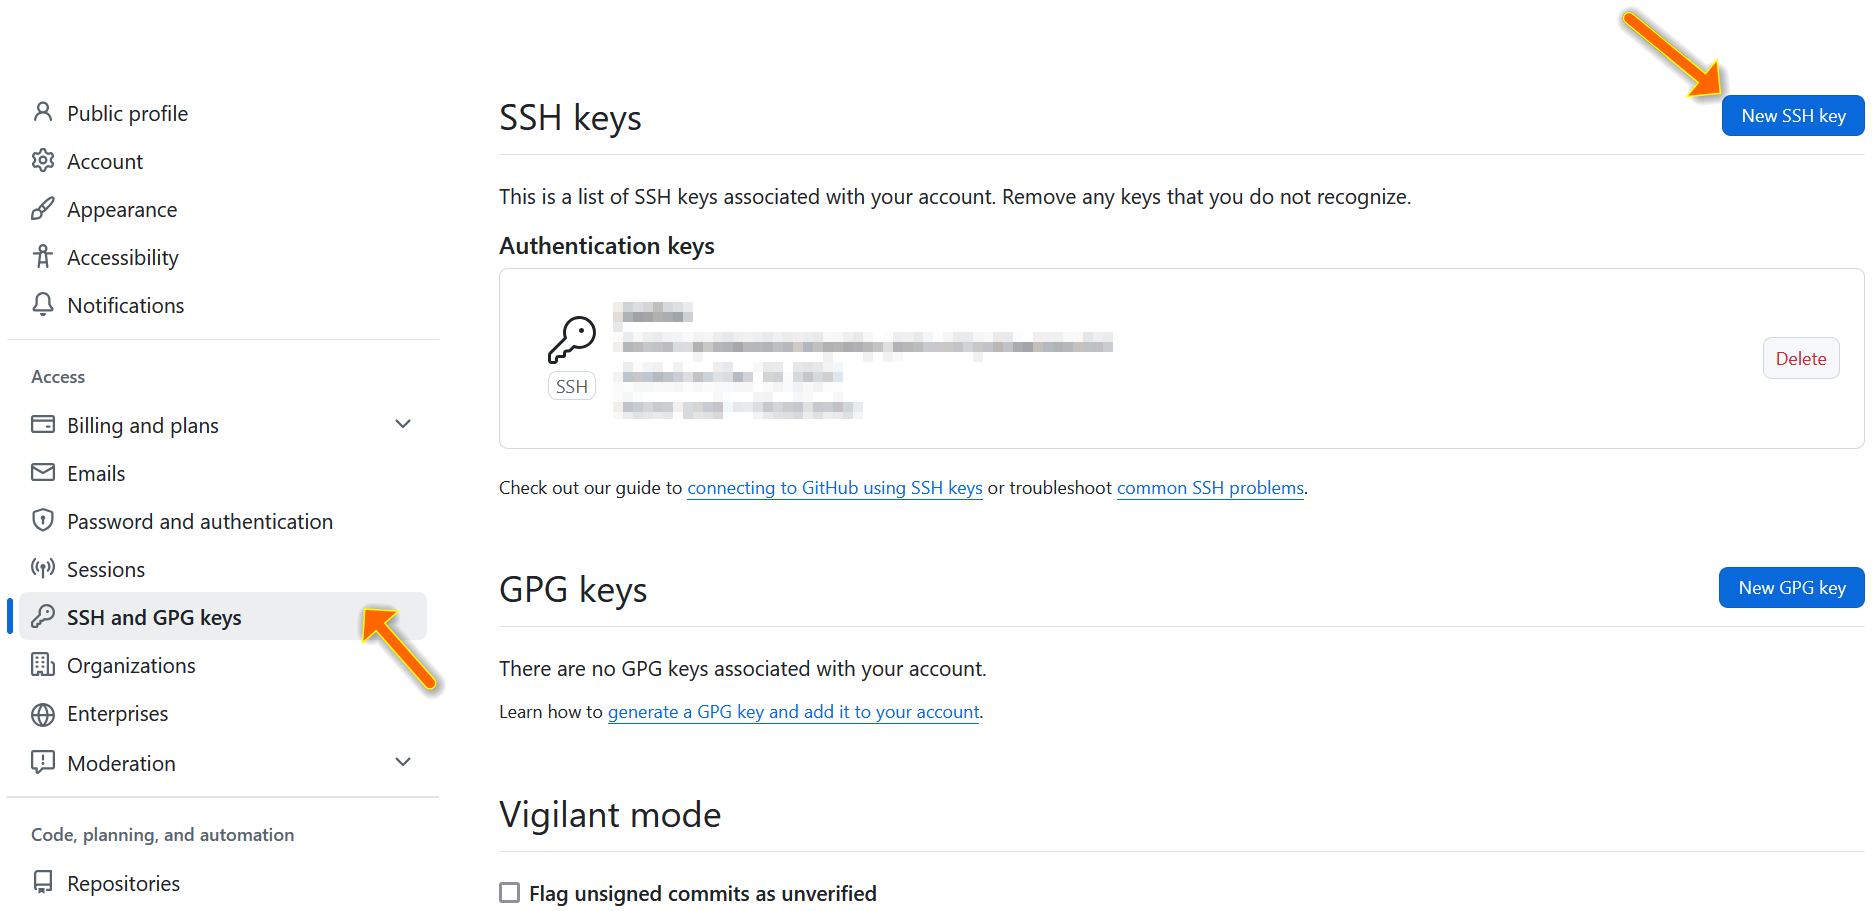 Public profile
Account
Appearance
Accessibility
Notifications
Access
Billing and plans
Emails
Password and authentication
Sessions
SSH and GPG keys
Organizations
Enterprises
Moderation
Code, planning, and automation
Repositories
SSH keys
New SSH key
This is a list of SSH keys associated with your account. Remove any keys that you do not recognize.
Authentication keys
SSH
Delete
Check out our guide to connecting to GitHub using SSH keys or troubleshoot common SSH problems.
GPG keys
New GPG key
There are no GPG keys associated with your account.
Learn how to generate a GPG key and add it to your account.
Vigilant mode
Flag unsigned commits as unverified